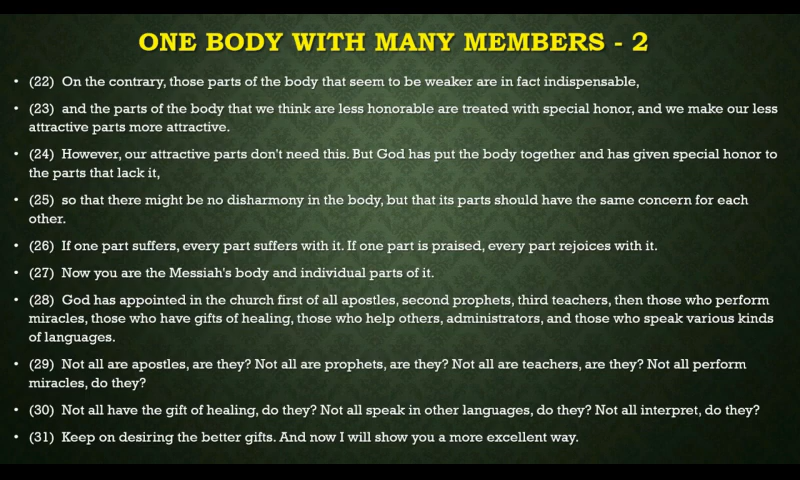 ONE BODY WITH MANY MEMBERS - 2
• (22) On the contrary, those parts of the body that seem to be weaker are in fact indispensable,
• (23) and the parts of the body that we think are less honorable are treated with special honor, and we make our less
attractive parts more attractive.
• (24) However, our attractive parts don't need this. But God has put the body together and has given special honor to
the parts that lack it,
• (25) so that there might be no disharmony in the body, but that its parts should have the same concern for each
other.
• (26) If one part suffers, every part suffers with it. If one part is praised, every part rejoices with it.
• (27) Now you are the Messiah's body and individual parts of it.
• (28) God has appointed in the church first of all apostles, second prophets, third teachers, then those who perform
miracles, those who have gifts of healing, those who help others, administrators, and those who speak various kinds
of languages.
• (29) Not all are apostles, are they? Not all are prophets, are they? Not all are teachers, are they? Not all perform
miracles, do they?
• (30) Not all have the gift of healing, do they? Not all speak in other languages, do they? Not all interpret, do they?
• (31) Keep on desiring the better gifts. And now I will show you a more excellent way.